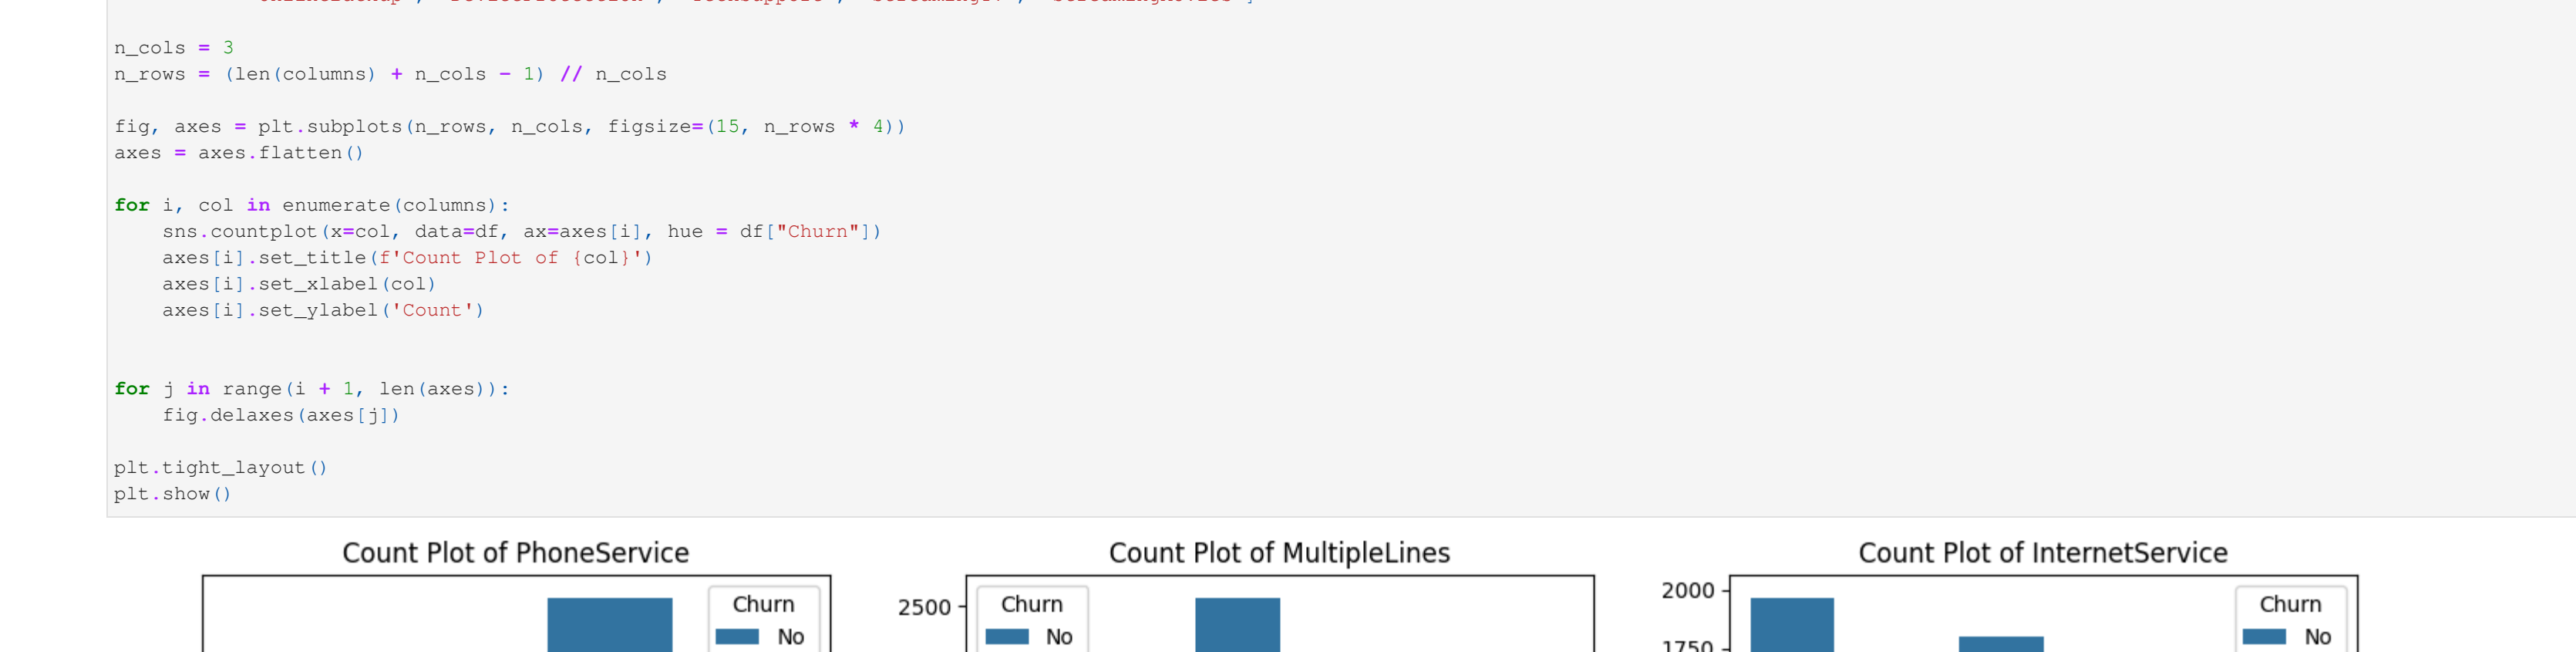 n_cols = 3
n_rows = (len(columns) + n_cols - 1) // n_cols
fig, axes = plt.subplots(n_rows, n_cols, figsize=(15, n_rows * 4))
axes = axes.flatten()
for i, col in enumerate(columns):
    sns.countplot(x=col, data=df, ax=axes[i], hue = df["Churn"])
    axes[i].set_title(f'Count Plot of {col}')
    axes[i].set_xlabel(col)
    axes[i].set_ylabel('Count')
for j in range(i + 1, len(axes)):
    fig.delaxes(axes[j])
plt.tight_layout()
plt.show()
Count Plot of PhoneService
Churn
No
Count Plot of MultipleLines
2500
Churn
No
Count Plot of InternetService
2000
1750
Churn
No